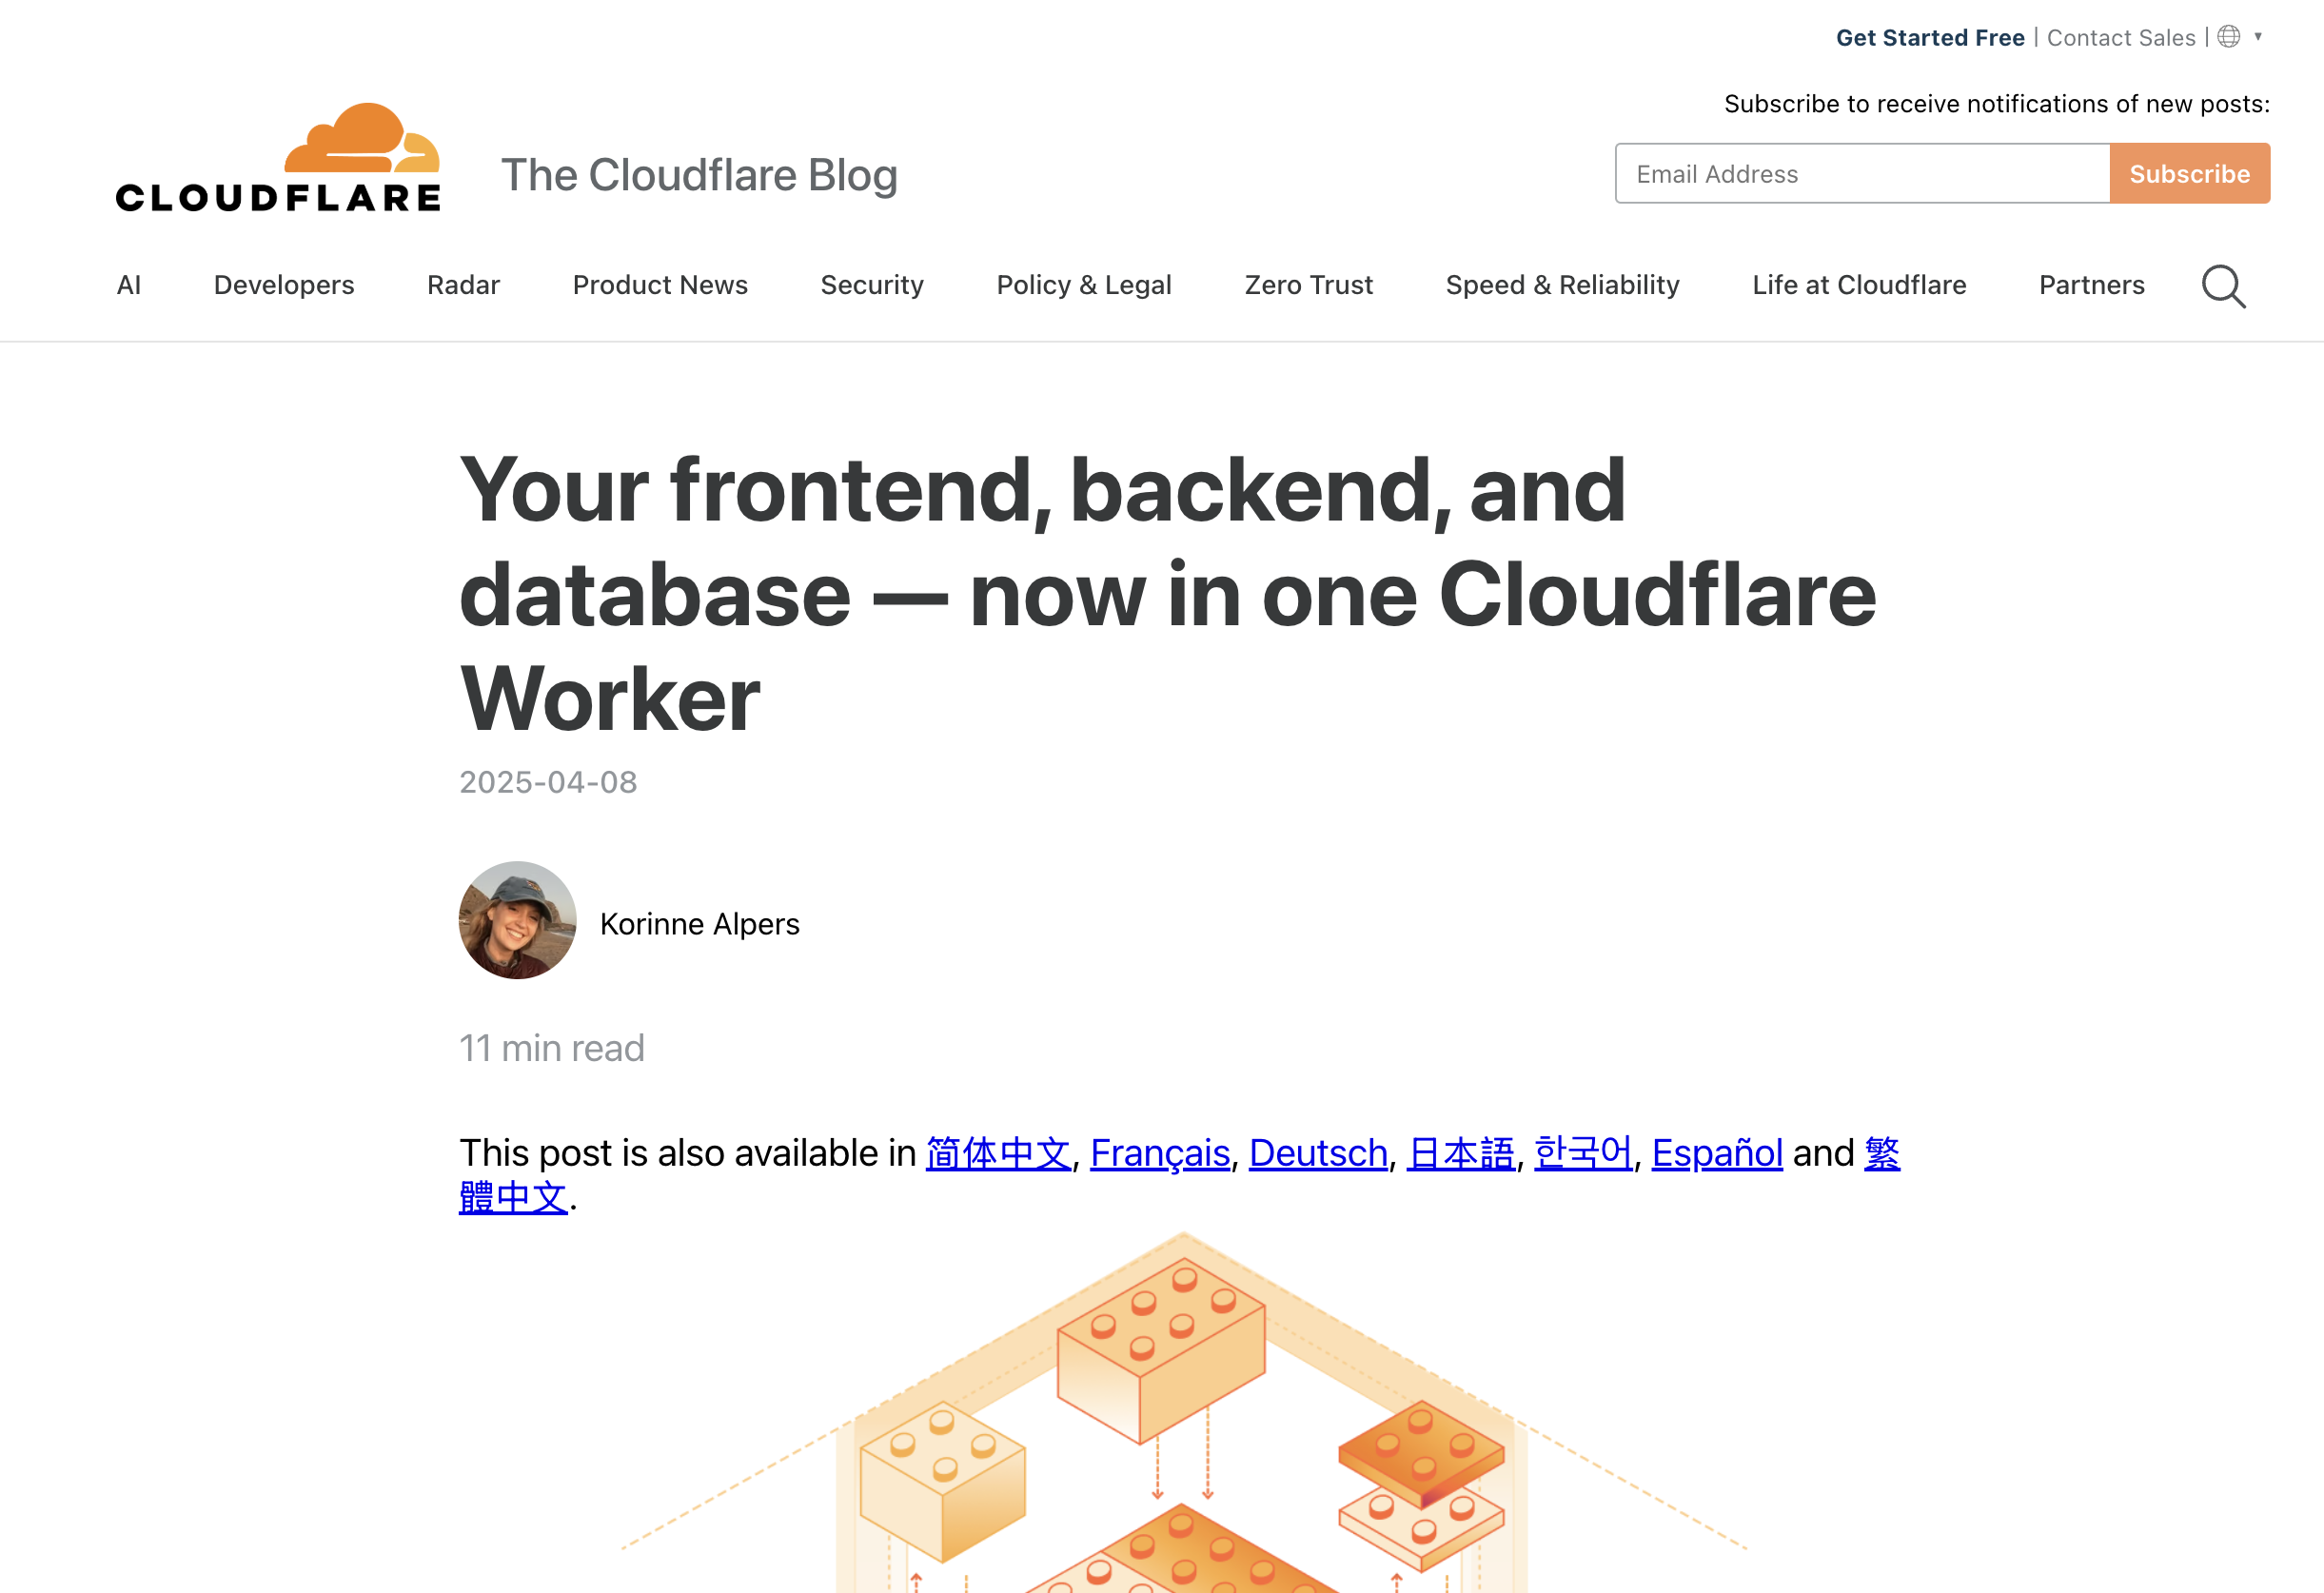 Get Started Free | Contact Sales |
Subscribe to receive notifications of new posts:
CLOUDFLARE
The Cloudflare Blog
Email Address
Subscribe
AI Developers Radar Product News Security Policy & Legal Zero Trust Speed & Reliability Life at Cloudflare Partners
Your frontend, backend, and
database — now in one Cloudflare
Worker
2025-04-08
Korinne Alpers
11 min read
This post is also available in 简体中文, Français, Deutsch, 日本語, 한국어, Español and 繁
體中文.